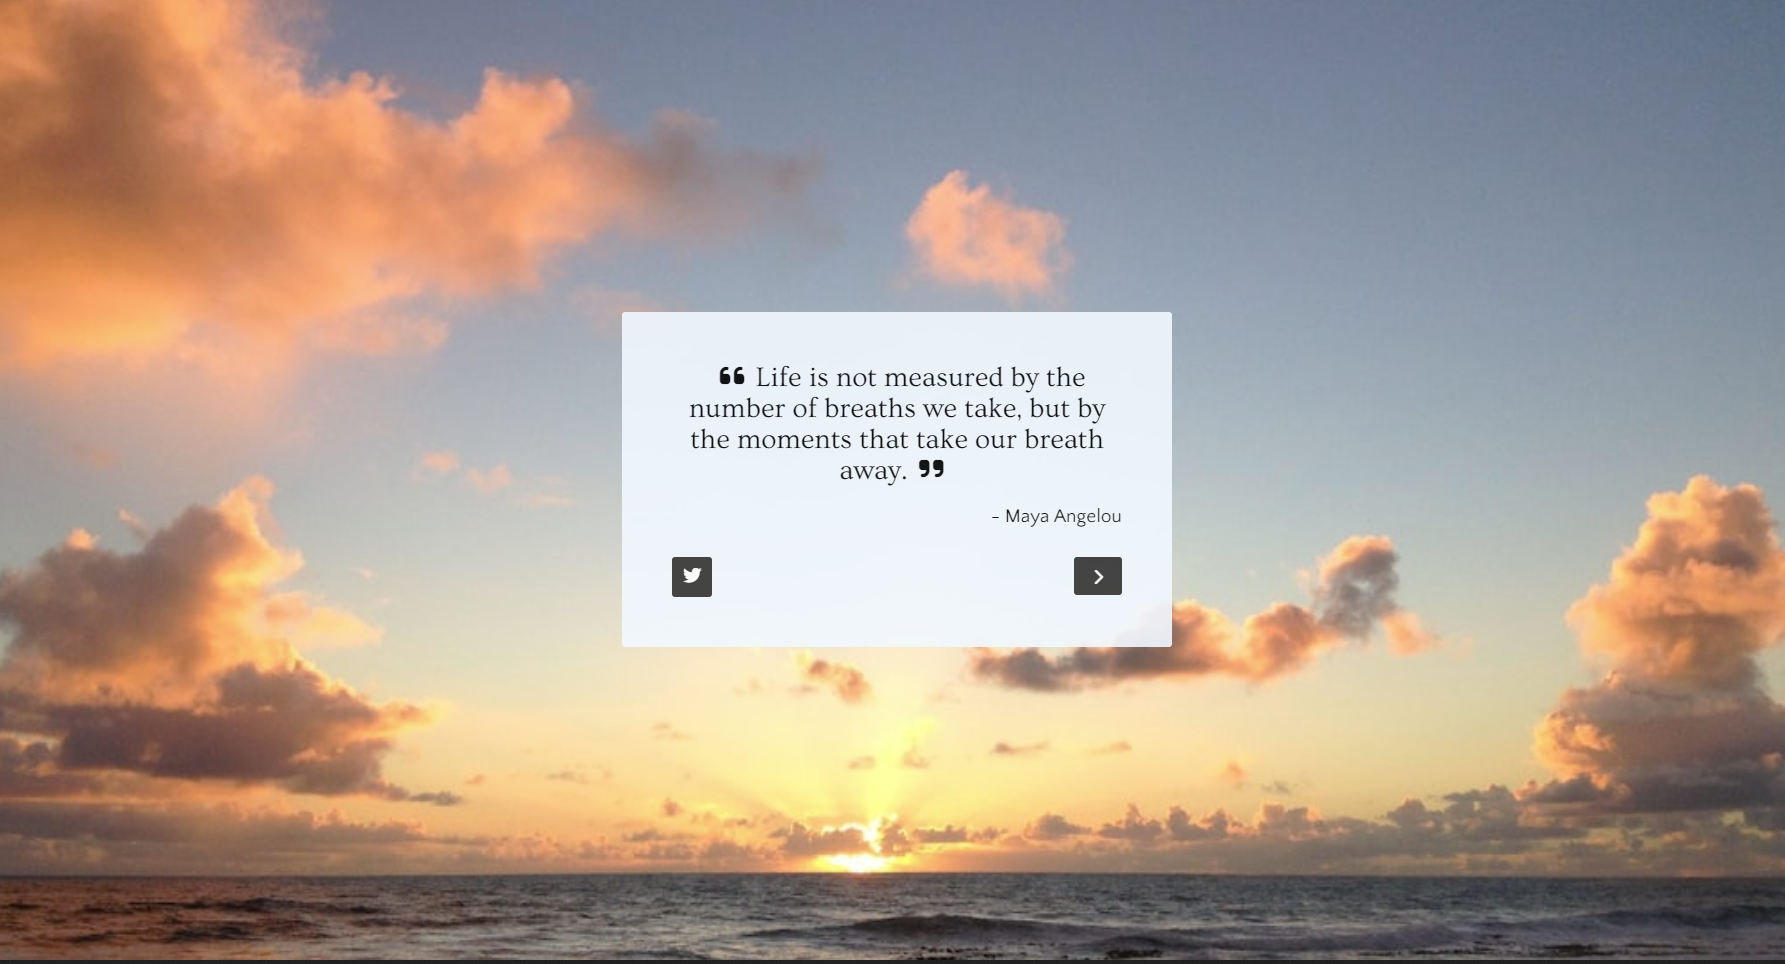 ❝ Life is not measured by the
number of breaths we take, but by
the moments that take our breath
away. ❞
- Maya Angelou